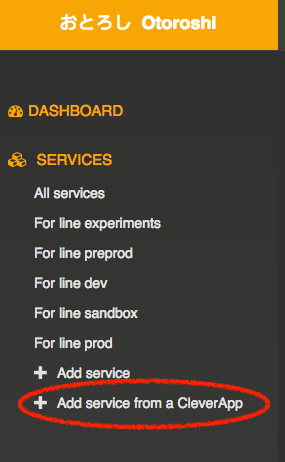 おとろし Otoroshi
DASHBOARD
SERVICES
All services
For line experiments
For line preprod
For line dev
For line sandbox
For line prod
Add service
Add service from a CleverApp